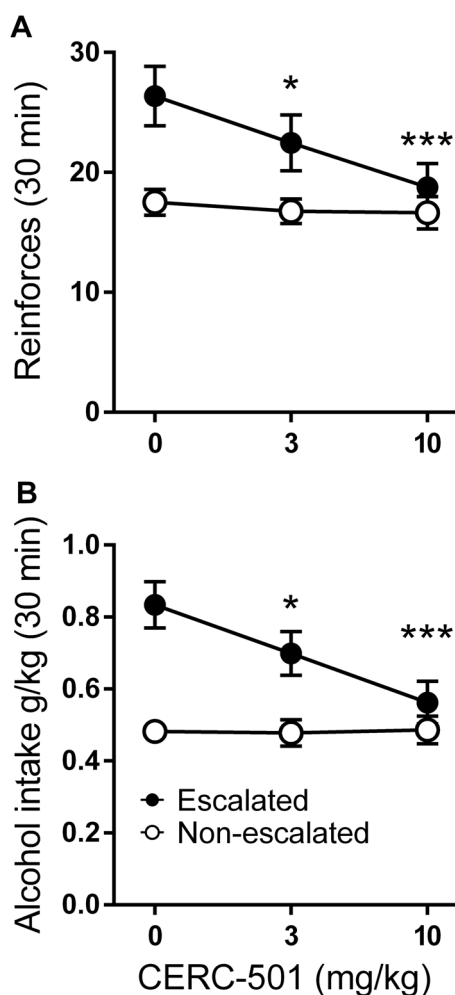 A
Reinforces (30 min)
30
20
10
0
*
***
0 3 10
B
Alcohol intake g/kg (30 min)
1.0
0.8
0.6
0.4
0.2
0.0
*
***
Escalated
Non-escalated
0 3 10
CERC-501 (mg/kg)